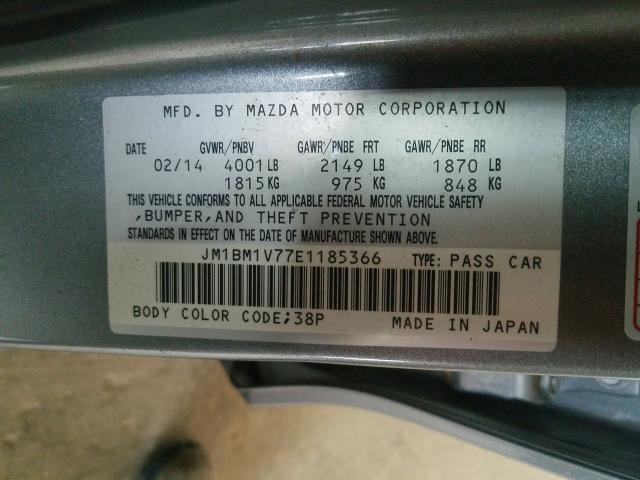 MFD. BY MAZDA MOTOR CORPORATION
DATE GVWR/PNBV GAWR/PNBE FRT GAWR/PNBE RR
02/14 4001 LB 2149 LB 1870 LB
1815 KG 975 KG 848 KG
THIS VEHICLE CONFORMS TO ALL APPLICABLE FEDERAL MOTOR VEHICLE SAFETY
,BUMPER,AND THEFT PREVENTION
STANDARDS IN EFFECT ON THE DATE OF MANUFACTURE SHOWN ABOVE.
JM1BM1V77E1185366 TYPE: PASS CAR
BODY COLOR CODE;38P MADE IN JAPAN